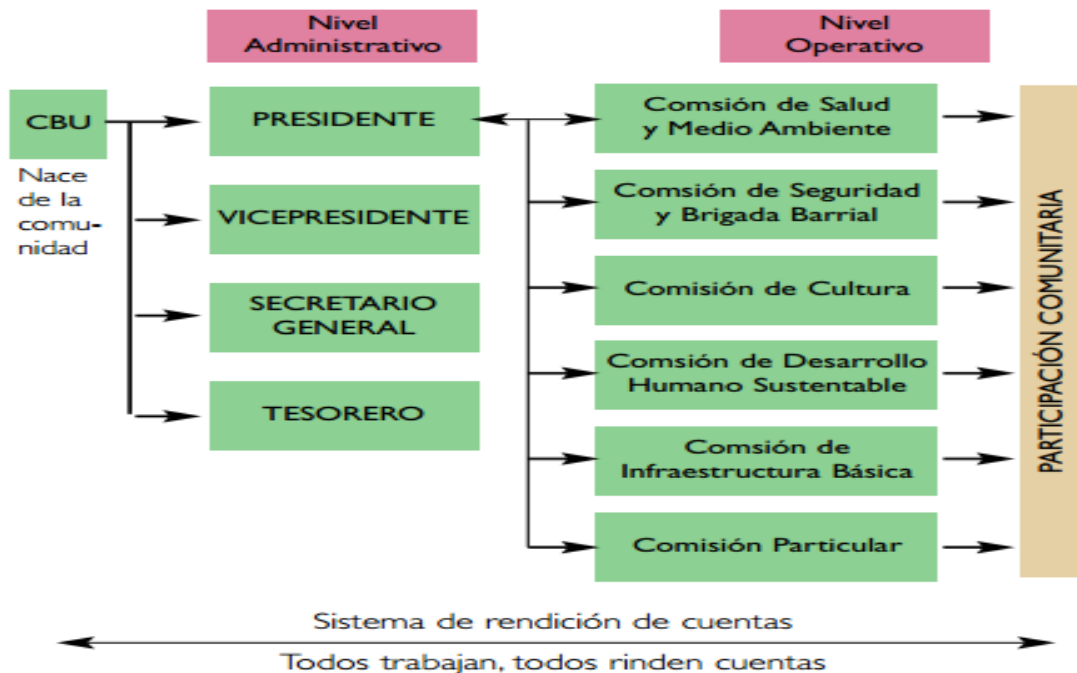 Nivel
Administrativo
Nivel
Operativo
CBU
Nace
de la
comu-
nidad
PRESIDENTE
VICEPRESIDENTE
SECRETARIO
GENERAL
TESORERO
Comsión de Salud
y Medio Ambiente
Comsión de Seguridad
y Brigada Barrial
Comisión de Cultura
Comsión de Desarrollo
Humano Sustentable
Comsión de
Infraestructura Básica
Comisión Particular
PARTICIPACIÓN COMUNITARIA
Sistema de rendición de cuentas
Todos trabajan, todos rinden cuentas